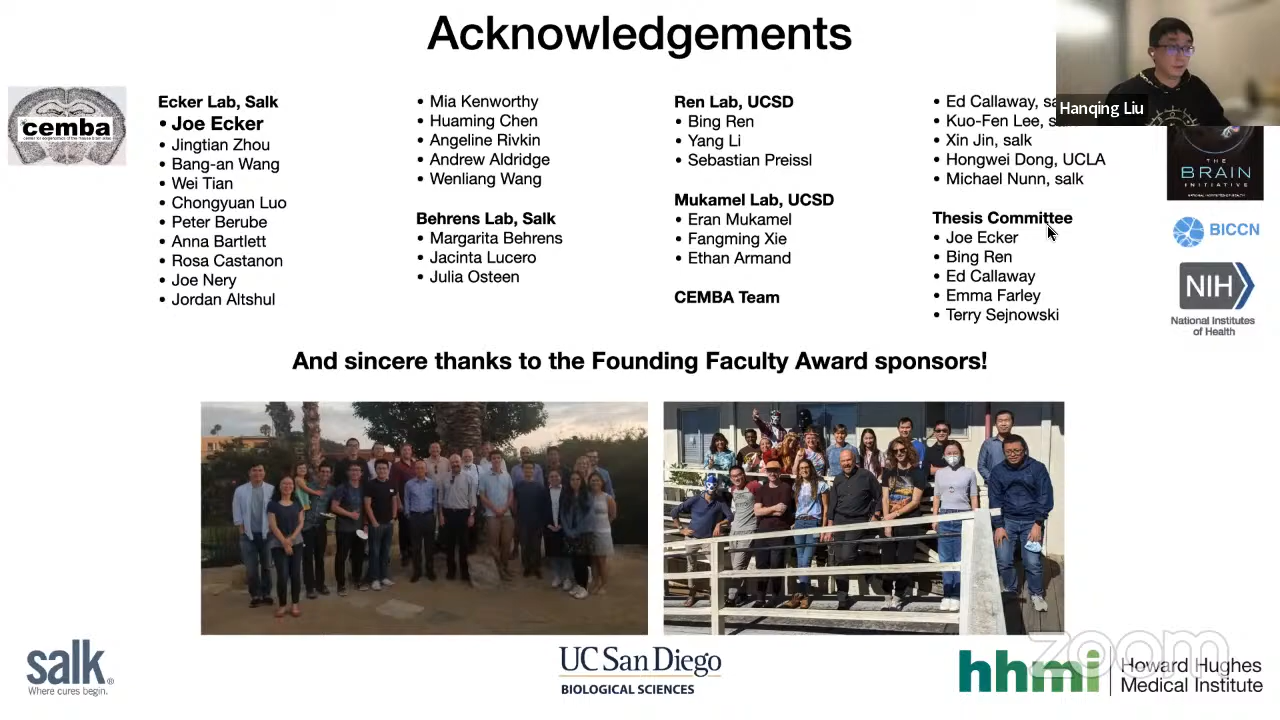 Acknowledgements
Hanqing Liu
cemba
Ecker Lab, Salk
• Joe Ecker
• Jingtian Zhou
• Bang-an Wang
• Wei Tian
• Chongyuan Luo
• Peter Berube
• Anna Bartlett
• Rosa Castanon
• Joe Nery
• Jordan Altshul
• Mia Kenworthy
• Huaming Chen
• Angeline Rivkin
• Andrew Aldridge
• Wenliang Wang
Behrens Lab, Salk
• Margarita Behrens
• Jacinta Lucero
• Julia Osteen
Ren Lab, UCSD
• Bing Ren
• Yang Li
• Sebastian Preissl
Mukamel Lab, UCSD
• Eran Mukamel
• Fangming Xie
• Ethan Armand
CEMBA Team
• Ed Callaway,
• Kuo-Fen Lee,
• Xin Jin, salk
• Hongwei Dong, UCLA
• Michael Nunn, salk
Thesis Committee
• Joe Ecker
• Bing Ren
• Ed Callaway
• Emma Farley
• Terry Sejnowski
THE
BRAIN
INITIATIVE
BICCN
NIH
National Institutes
of Health
And sincere thanks to the Founding Faculty Award sponsors!
salk
Where cures begin.
UC San Diego
BIOLOGICAL SCIENCES
zoom
hhmi
Howard Hughes
Medical Institute